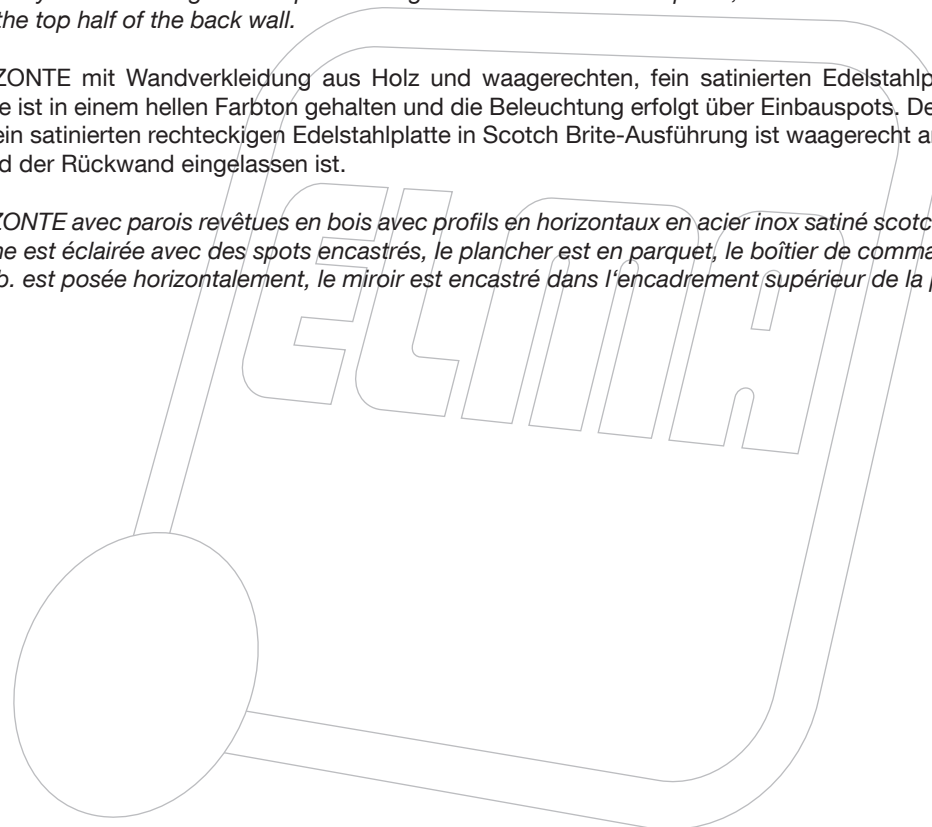 the top half of the back wall.
ZONTE mit Wandverkleidung aus Holz und waagerechten, fein satinierten Edelstahlp
e ist in einem hellen Farbton gehalten und die Beleuchtung erfolgt über Einbauspots. De
ein satinierten rechteckigen Edelstahlplatte in Scotch Brite-Ausführung ist waagerecht a
d der Rückwand eingelassen ist.
ZONTE avec parois revêtues en bois avec profils en horizontaux en acier inox satiné scotc
ne est éclairée avec des spots encastrés, le plancher est en parquet, le boîtier de comma
b. est posée horizontalement, le miroir est encastré dans l‘encadrement supérieur de la p
ELMA